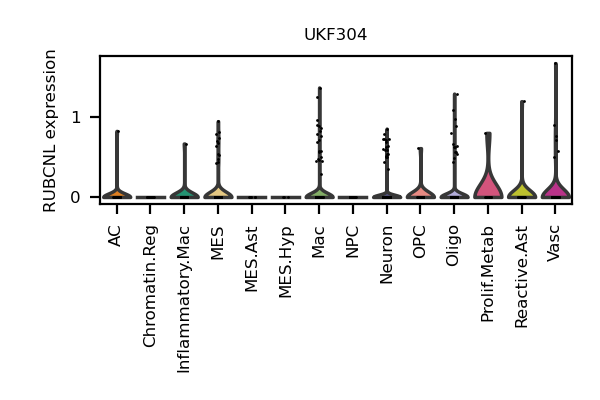 UKF304
RUBCNL expression
1
0
AC
Chromatin.Reg
Inflammatory.Mac
MES
MES.Ast
MES.Hyp
Mac
NPC
Neuron
OPC
Oligo
Prolif.Metab
Reactive.Ast
Vasc